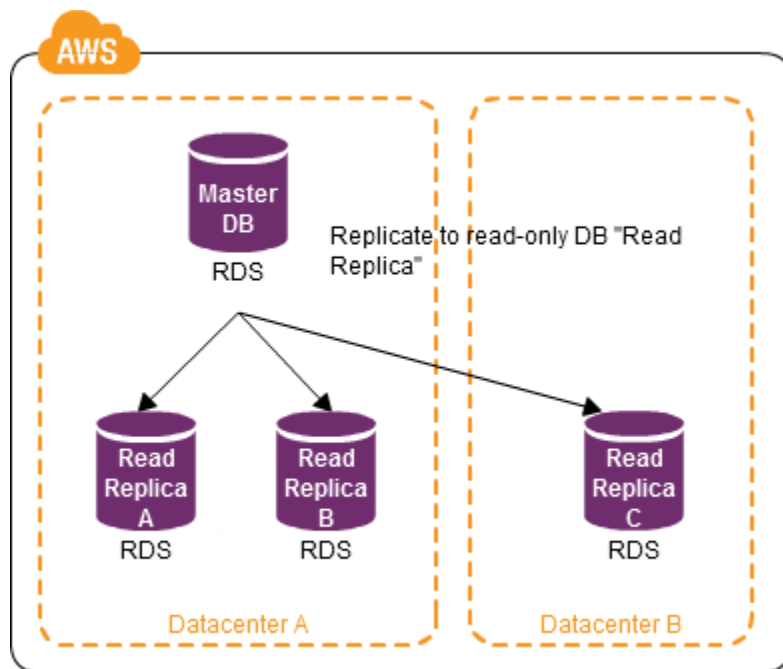 AWS
Master
DB
RDS
Replicate to read-only DB "Read
Replica"
Read
Replica
A
RDS
Read
Replica
B
RDS
Read
Replica
C
RDS
Datacenter A
Datacenter B